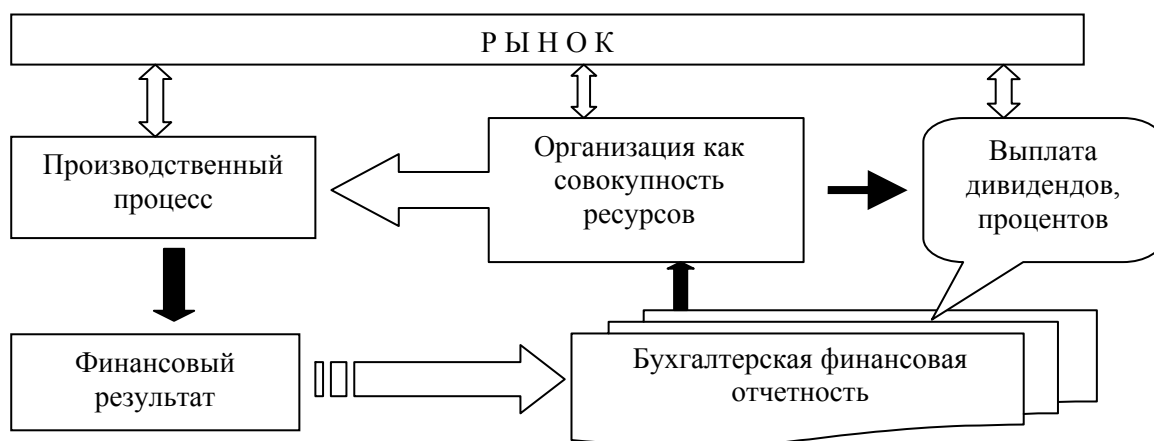 Р Ы Н О К
Производственный
процесс
Организация как
совокупность
ресурсов
Выплата
дивидендов,
процентов
Финансовый
результат
Бухгалтерская финансовая
отчетность